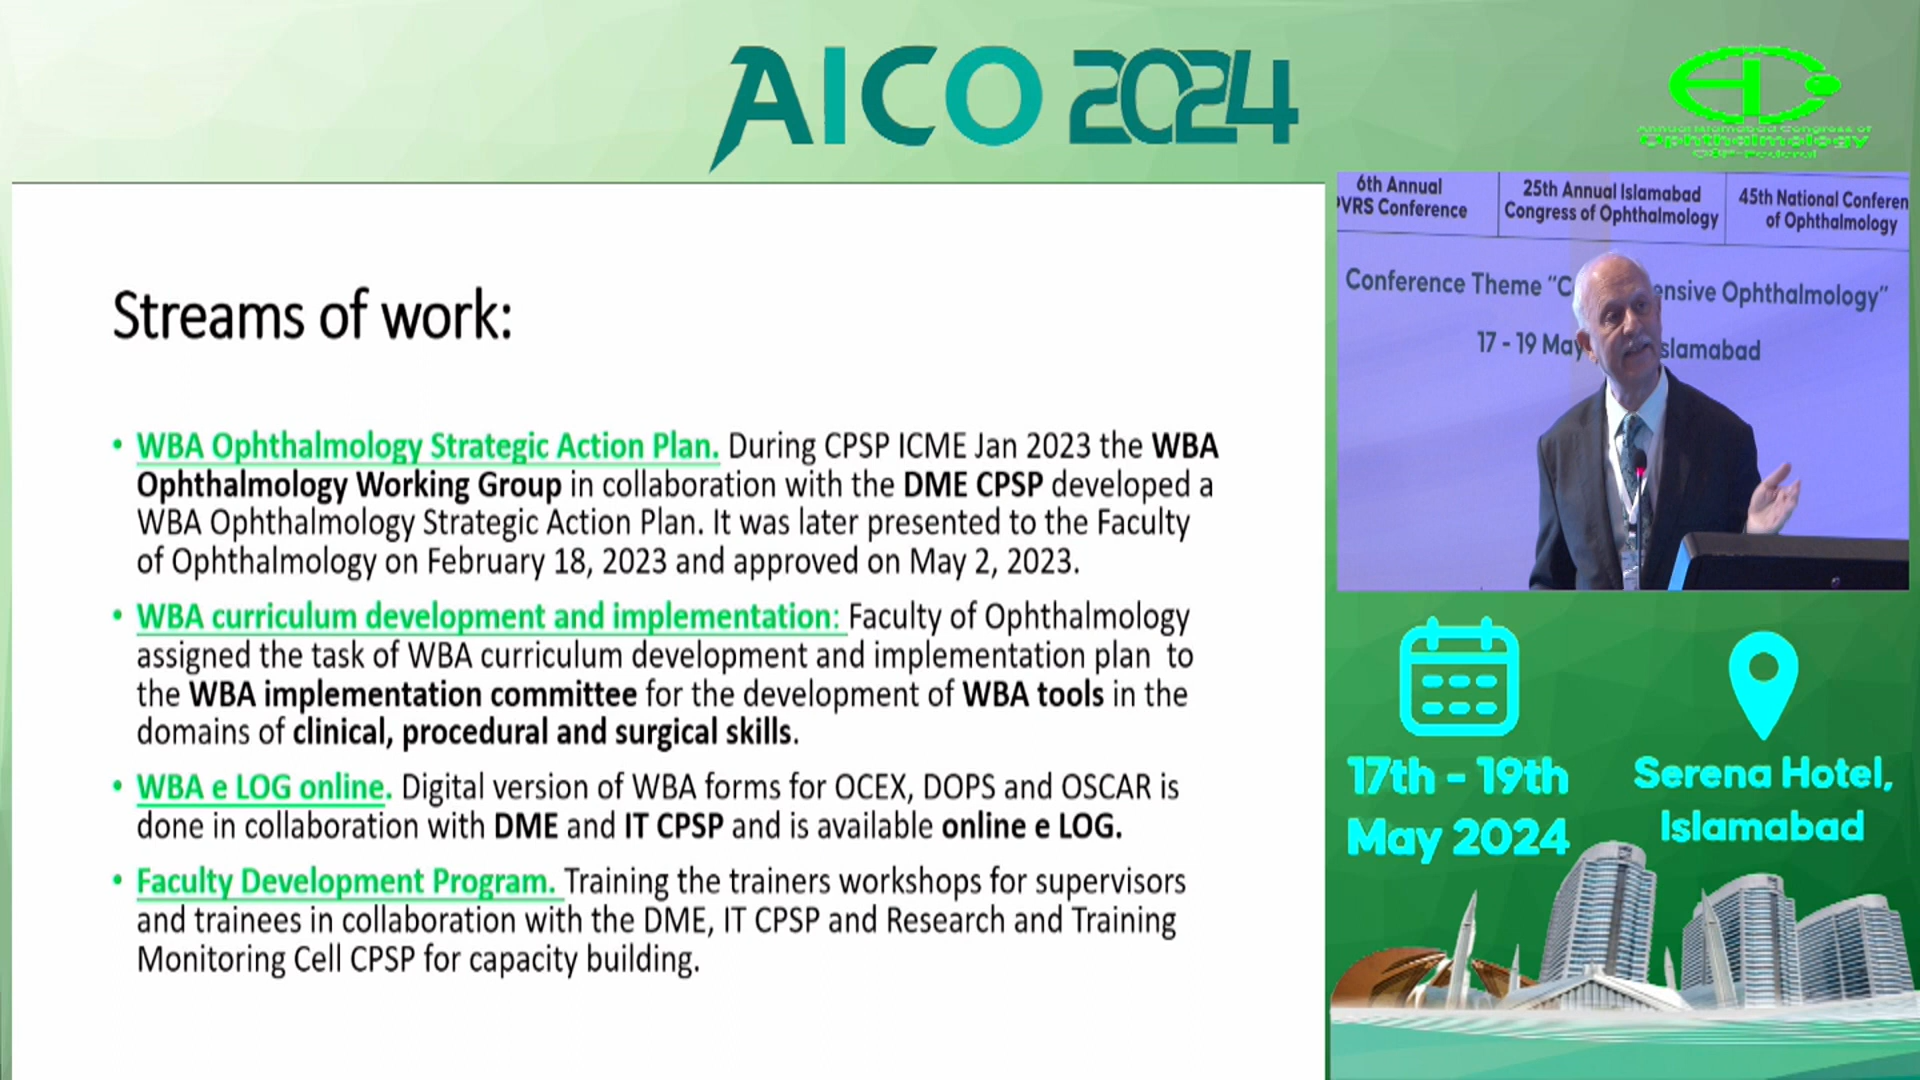 AICO 2024
Annual Islamabad Congress of
Ophthalmology
OSP-Federal
Streams of work:
• WBA Ophthalmology Strategic Action Plan. During CPSP ICME Jan 2023 the WBA
Ophthalmology Working Group in collaboration with the DME CPSP developed a
WBA Ophthalmology Strategic Action Plan. It was later presented to the Faculty
of Ophthalmology on February 18, 2023 and approved on May 2, 2023.
• WBA curriculum development and implementation: Faculty of Ophthalmology
assigned the task of WBA curriculum development and implementation plan to
the WBA implementation committee for the development of WBA tools in the
domains of clinical, procedural and surgical skills.
• WBA e LOG online. Digital version of WBA forms for OCEX, DOPS and OSCAR is
done in collaboration with DME and IT CPSP and is available online e LOG.
• Faculty Development Program. Training the trainers workshops for supervisors
and trainees in collaboration with the DME, IT CPSP and Research and Training
Monitoring Cell CPSP for capacity building.
6th Annual
PVRS Conference
25th Annual Islamabad
Congress of Ophthalmology
45th National Conferen
of Ophthalmology
Conference Theme "C ensive Ophthalmology"
17 - 19 May slamabad
17th - 19th
May 2024
Serena Hotel,
Islamabad